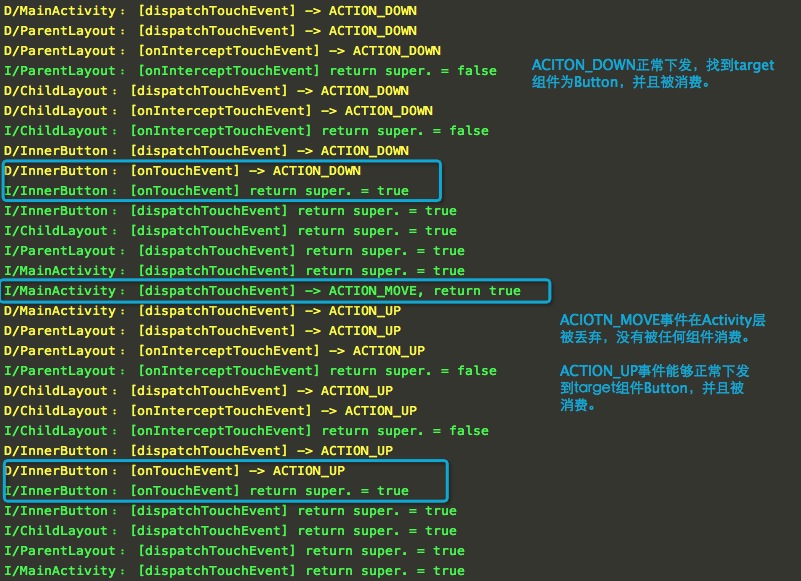 D/MainActivity: [dispatchTouchEvent] —> ACTION_DOWN
D/ParentLayout: [dispatchTouchEvent] —> ACTION_DOWN
D/ParentLayout: [onInterceptTouchEvent] —> ACTION_DOWN
I/ParentLayout: [onInterceptTouchEvent] return super. = false
D/ChildLayout: [dispatchTouchEvent] —> ACTION_DOWN
D/ChildLayout: [onInterceptTouchEvent] —> ACTION_DOWN
I/ChildLayout: [onInterceptTouchEvent] return super. = false
D/InnerButton: [dispatchTouchEvent] —> ACTION_DOWN
D/InnerButton: [onTouchEvent] —> ACTION_DOWN
I/InnerButton: [onTouchEvent] return super. = true
I/InnerButton: [dispatchTouchEvent] return super. = true
I/ChildLayout: [dispatchTouchEvent] return super. = true
I/ParentLayout: [dispatchTouchEvent] return super. = true
I/MainActivity: [dispatchTouchEvent] return super. = true
I/MainActivity: [dispatchTouchEvent] —> ACTION_MOVE, return true
D/MainActivity: [dispatchTouchEvent] —> ACTION_UP
D/ParentLayout: [dispatchTouchEvent] —> ACTION_UP
D/ParentLayout: [onInterceptTouchEvent] —> ACTION_UP
I/ParentLayout: [onInterceptTouchEvent] return super. = false
D/ChildLayout: [dispatchTouchEvent] —> ACTION_UP
D/ChildLayout: [onInterceptTouchEvent] —> ACTION_UP
I/ChildLayout: [onInterceptTouchEvent] return super. = false
D/InnerButton: [dispatchTouchEvent] —> ACTION_UP
D/InnerButton: [onTouchEvent] —> ACTION_UP
I/InnerButton: [onTouchEvent] return super. = true
I/InnerButton: [dispatchTouchEvent] return super. = true
I/ChildLayout: [dispatchTouchEvent] return super. = true
I/ParentLayout: [dispatchTouchEvent] return super. = true
I/MainActivity: [dispatchTouchEvent] return super. = true
ACITON_DOWN正常下发，找到target
组件为Button，并且被消费。
ACIOTN_MOVE事件在Activity层
被丢弃，没有被任何组件消费。
ACTION_UP事件能够正常下发
到target组件Button，并且被
消费。